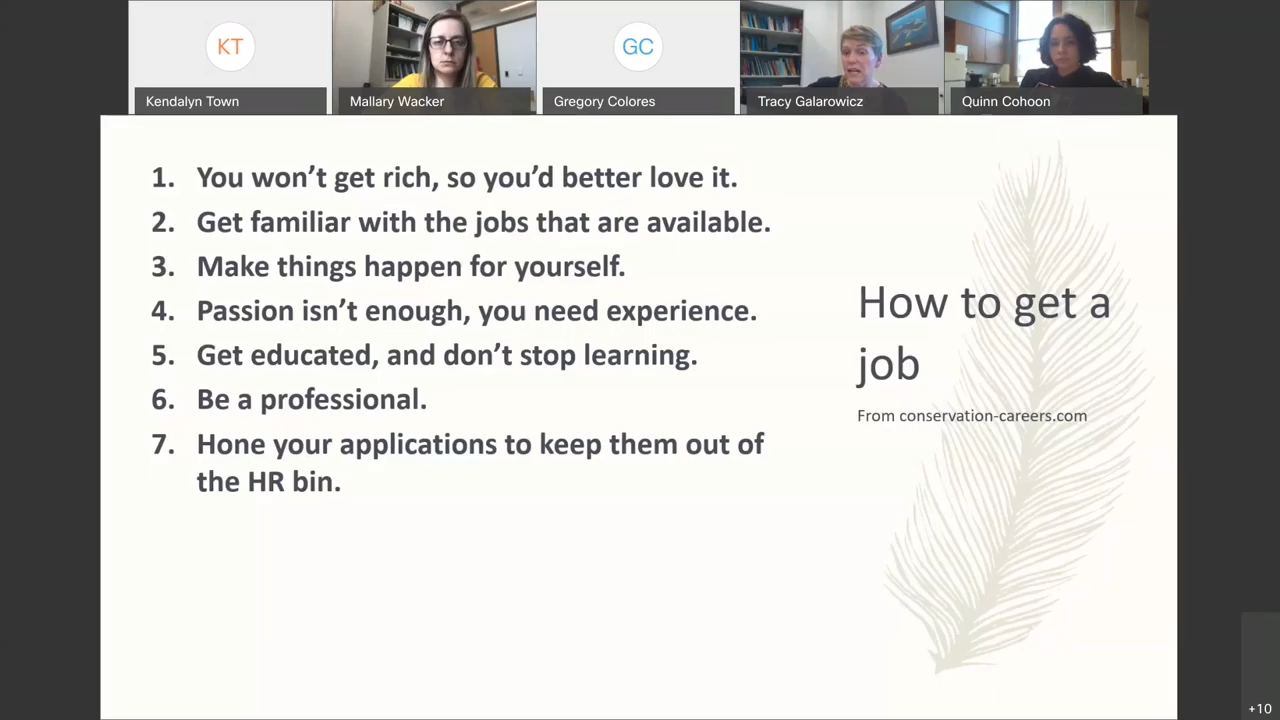 KT
GC
Kendalyn Town
Mallary Wacker
Gregory Colores
Tracy Galarowicz
Quinn Cohoon
1. You won’t get rich, so you’d better love it.
2. Get familiar with the jobs that are available.
3. Make things happen for yourself.
4. Passion isn’t enough, you need experience.
5. Get educated, and don’t stop learning.
6. Be a professional.
7. Hone your applications to keep them out of
the HR bin.
How to get a
job
From conservation-careers.com
+10